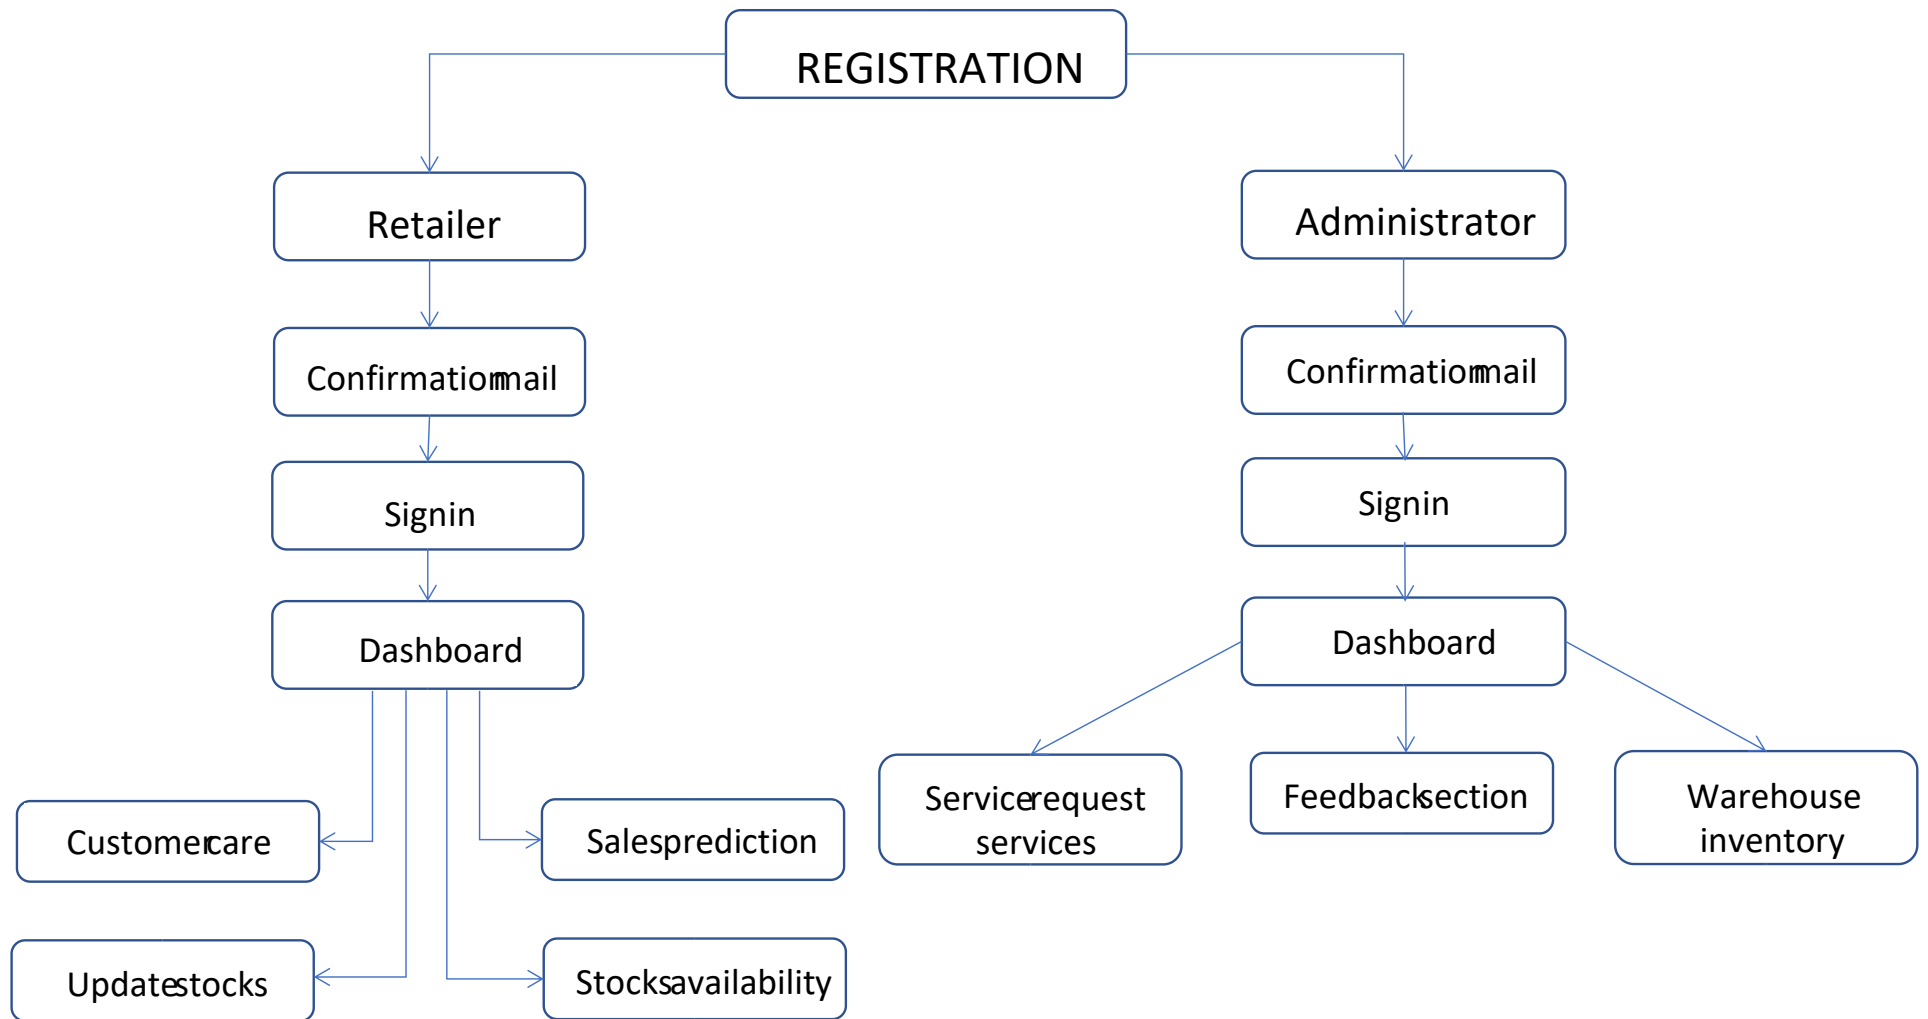 REGISTRATION
Retailer
Administrator
Confirmationmail
Confirmationmail
Signin
Signin
Dashboard
Dashboard
Servicerequest
services
Feedbacksection
Warehouse
inventory
Customercare
Salesprediction
Updatestocks
Stocksavailability